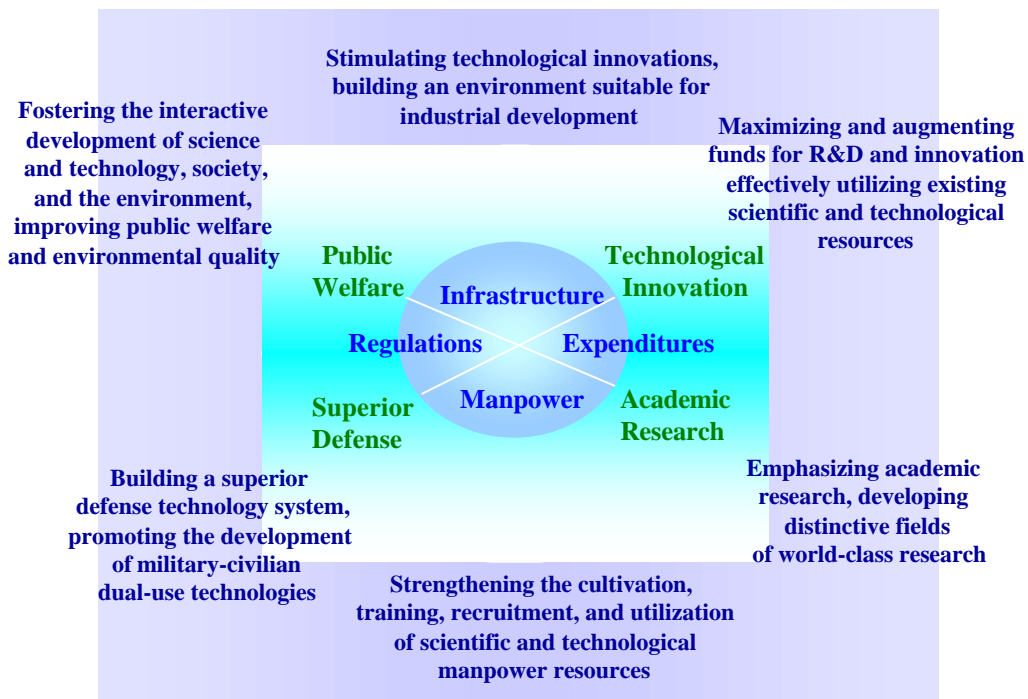 Stimulating technological innovations,
building an environment suitable for
industrial development
Fostering the interactive
development of science
and technology, society,
and the environment,
improving public welfare
and environmental quality
Maximizing and augmenting
funds for R&D and innovation
effectively utilizing existing
scientific and technological
resources
Public
Welfare
Technological
Innovation
Infrastructure
Regulations
Expenditures
Manpower
Superior
Defense
Academic
Research
Building a superior
defense technology system,
promoting the development
of military-civilian
dual-use technologies
Emphasizing academic
research, developing
distinctive fields
of world-class research
Strengthening the cultivation,
training, recruitment, and utilization
of scientific and technological
manpower resources